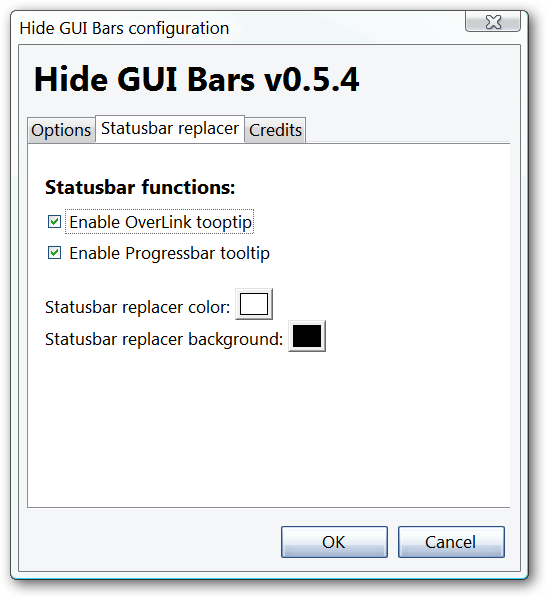 Hide GUI Bars configuration
Hide GUI Bars v0.5.4
Options Statusbar replacer Credits
Statusbar functions:
Enable OverLink tooptip
Enable Progressbar tooltip
Statusbar replacer color:
Statusbar replacer background:
OK Cancel